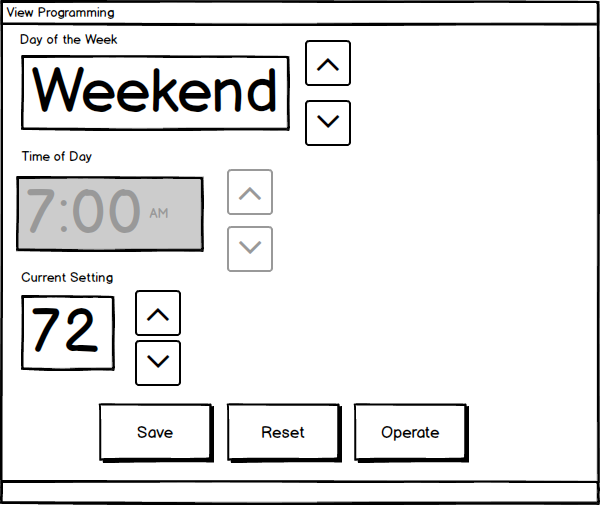 View Programming
Day of the Week
Weekend
Time of Day
7:00 AM
Current Setting
72
Save Reset Operate